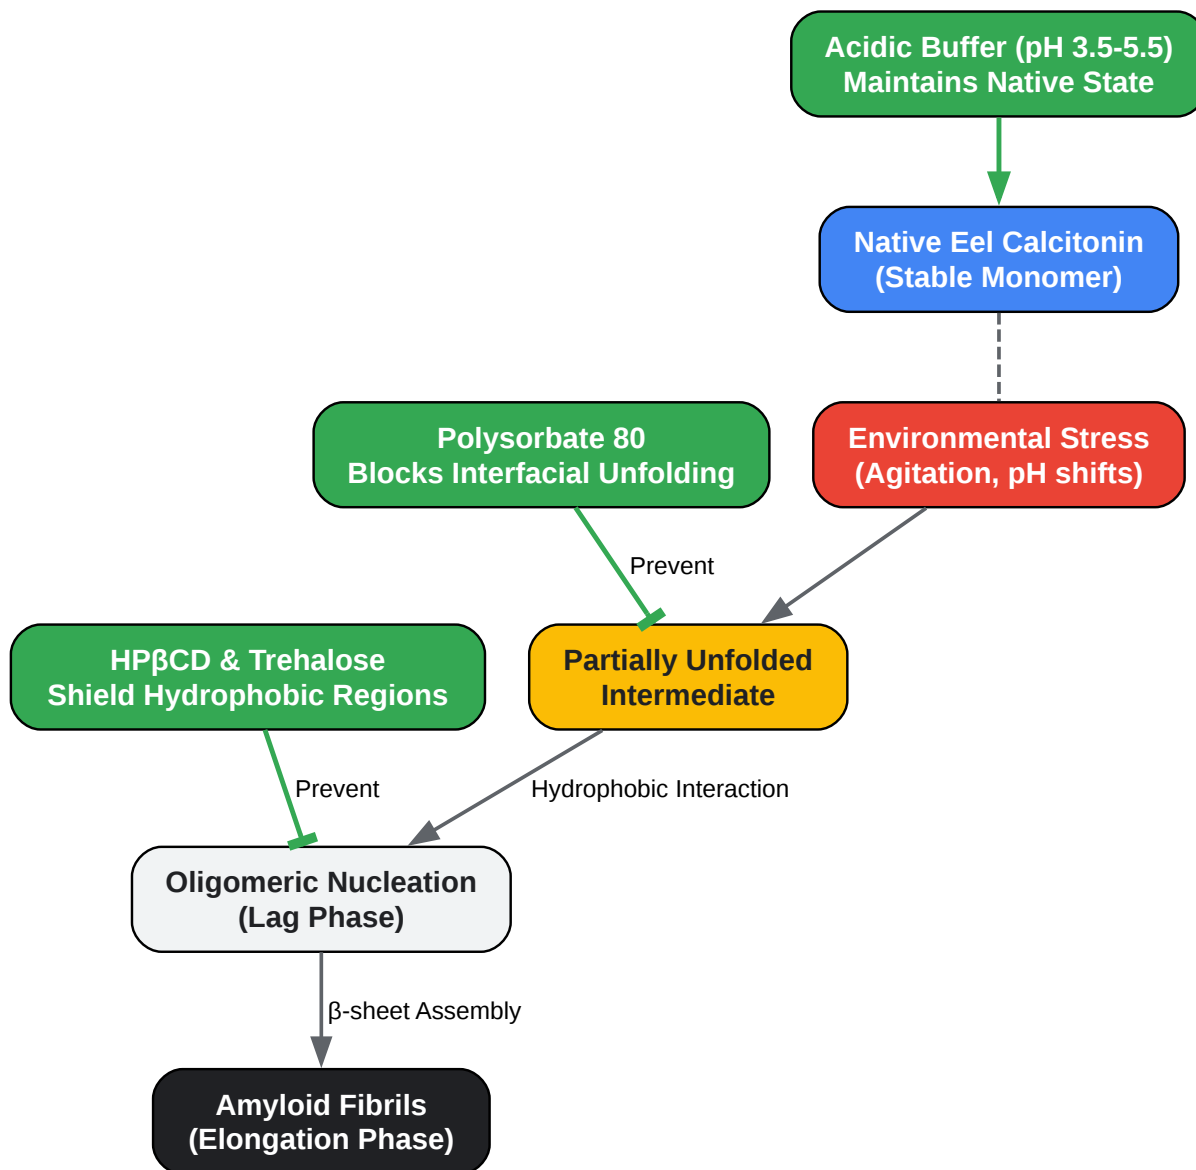 Acidic Buffer (pH 3.5-5.5)
Maintains Native State
Native Eel Calcitonin
(Stable Monomer)
Polysorbate 80
Blocks Interfacial Unfolding
Environmental Stress
(Agitation, pH shifts)
Prevent
HPβCD & Trehalose
Shield Hydrophobic Regions
Partially Unfolded
Intermediate
Prevent
Hydrophobic Interaction
Oligomeric Nucleation
(Lag Phase)
β-sheet Assembly
Amyloid Fibrils
(Elongation Phase)